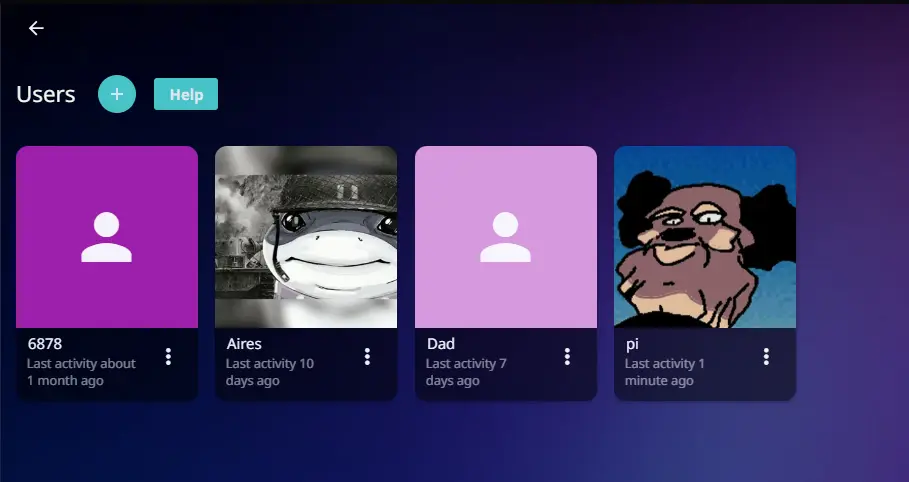 Users
Help
6878
Last activity about
1 month ago
Aires
Last activity 10
days ago
Dad
Last activity 7
days ago
pi
Last activity 1
minute ago